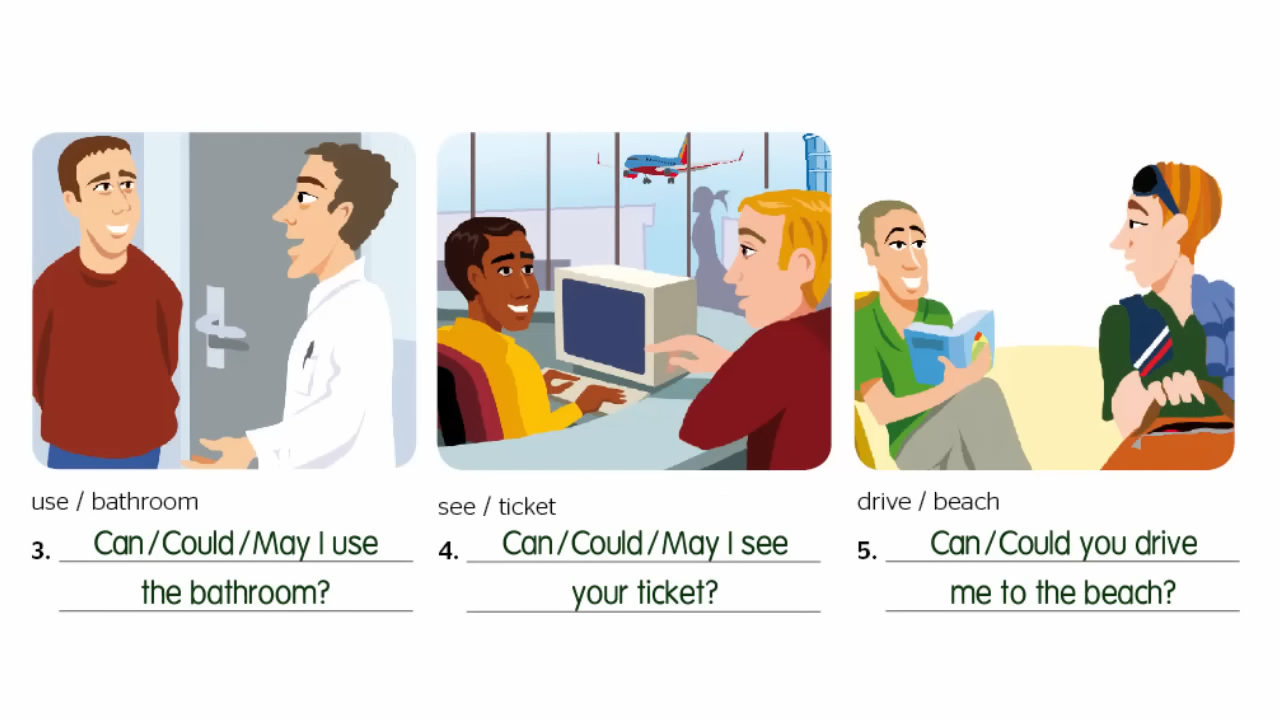 use / bathroom
3. Can / Could / May I use
the bathroom?
see / ticket
4. Can / Could / May I see
your ticket?
drive / beach
5. Can / Could you drive
me to the beach?